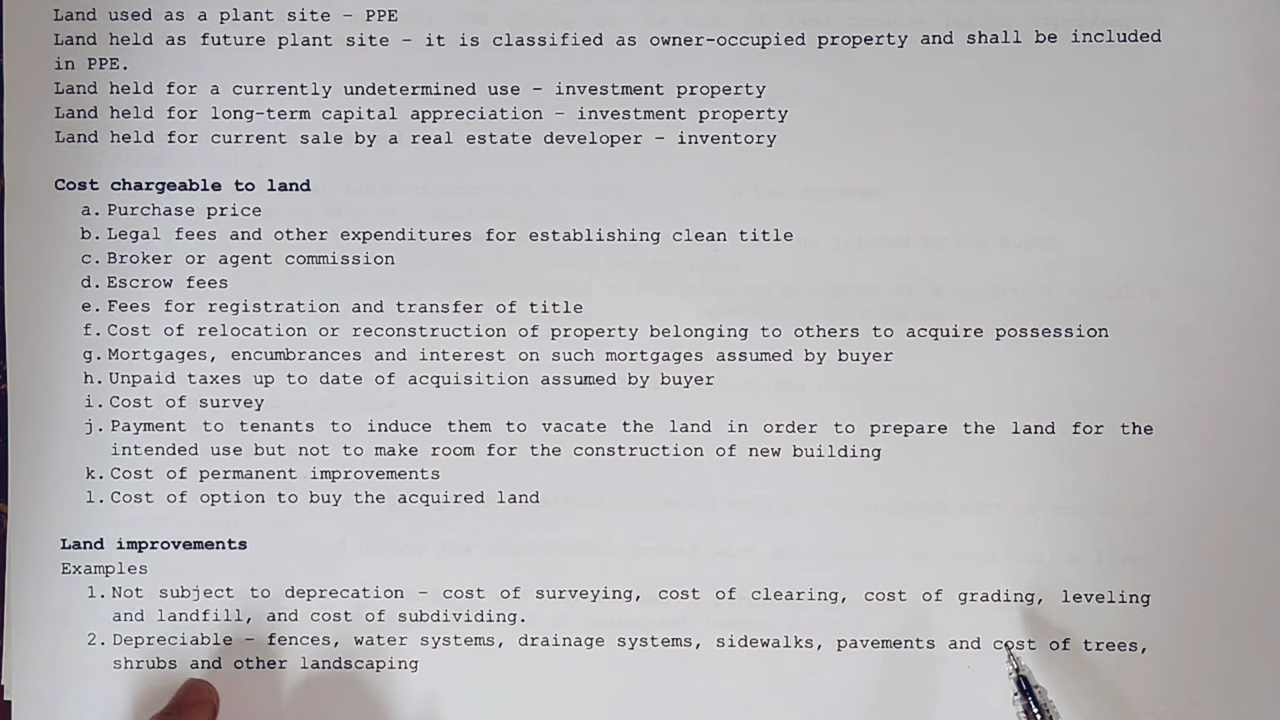 Land used as a plant site – PPE
Land held as future plant site – it is classified as owner-occupied property and shall be included
in PPE.
Land held for a currently undetermined use – investment property
Land held for long-term capital appreciation – investment property
Land held for current sale by a real estate developer – inventory
Cost chargeable to land
a. Purchase price
b. Legal fees and other expenditures for establishing clean title
c. Broker or agent commission
d. Escrow fees
e. Fees for registration and transfer of title
f. Cost of relocation or reconstruction of property belonging to others to acquire possession
g. Mortgages, encumbrances and interest on such mortgages assumed by buyer
h. Unpaid taxes up to date of acquisition assumed by buyer
i. Cost of survey
j. Payment to tenants to induce them to vacate the land in order to prepare the land for the
intended use but not to make room for the construction of new building
k. Cost of permanent improvements
l. Cost of option to buy the acquired land
Land improvements
Examples
1. Not subject to deprecation – cost of surveying, cost of clearing, cost of grading, leveling
and landfill, and cost of subdividing.
2. Depreciable – fences, water systems, drainage systems, sidewalks, pavements and cost of trees,
shrubs and other landscaping